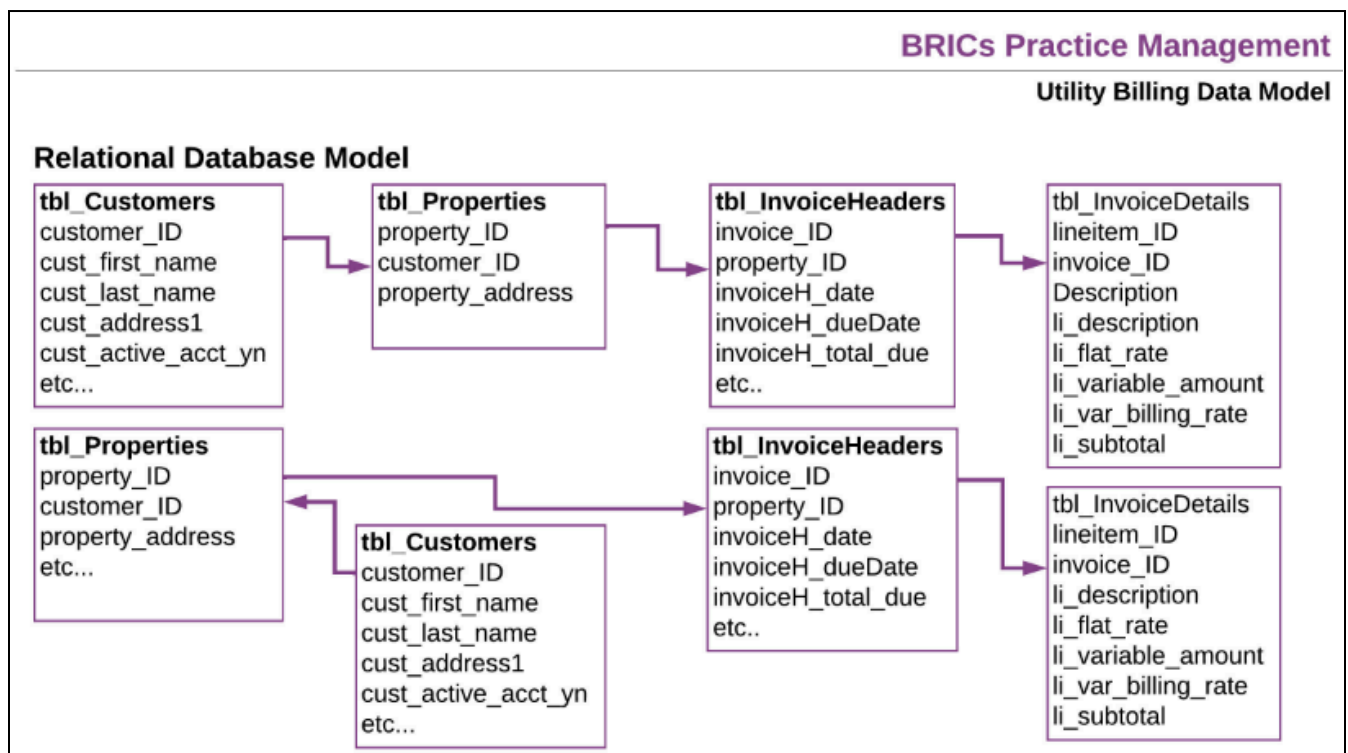 BRICs Practice Management
Utility Billing Data Model
Relational Database Model
tbl_Customers
customer_ID
cust_first_name
cust_last_name
cust_address1
cust_active_acct_yn
etc...
tbl_Properties
property_ID
customer_ID
property_address
tbl_InvoiceHeaders
invoice_ID
property_ID
invoiceH_date
invoiceH_dueDate
invoiceH_total_due
etc..
tbl_InvoiceDetails
lineitem_ID
invoice_ID
Description
li_description
li_flat_rate
li_variable_amount
li_var_billing_rate
li_subtotal
tbl_Properties
property_ID
customer_ID
property_address
etc...
tbl_Customers
customer_ID
cust_first_name
cust_last_name
cust_address1
cust_active_acct_yn
etc...
tbl_InvoiceHeaders
invoice_ID
property_ID
invoiceH_date
invoiceH_dueDate
invoiceH_total_due
etc..
tbl_InvoiceDetails
lineitem_ID
invoice_ID
li_description
li_flat_rate
li_variable_amount
li_var_billing_rate
li_subtotal